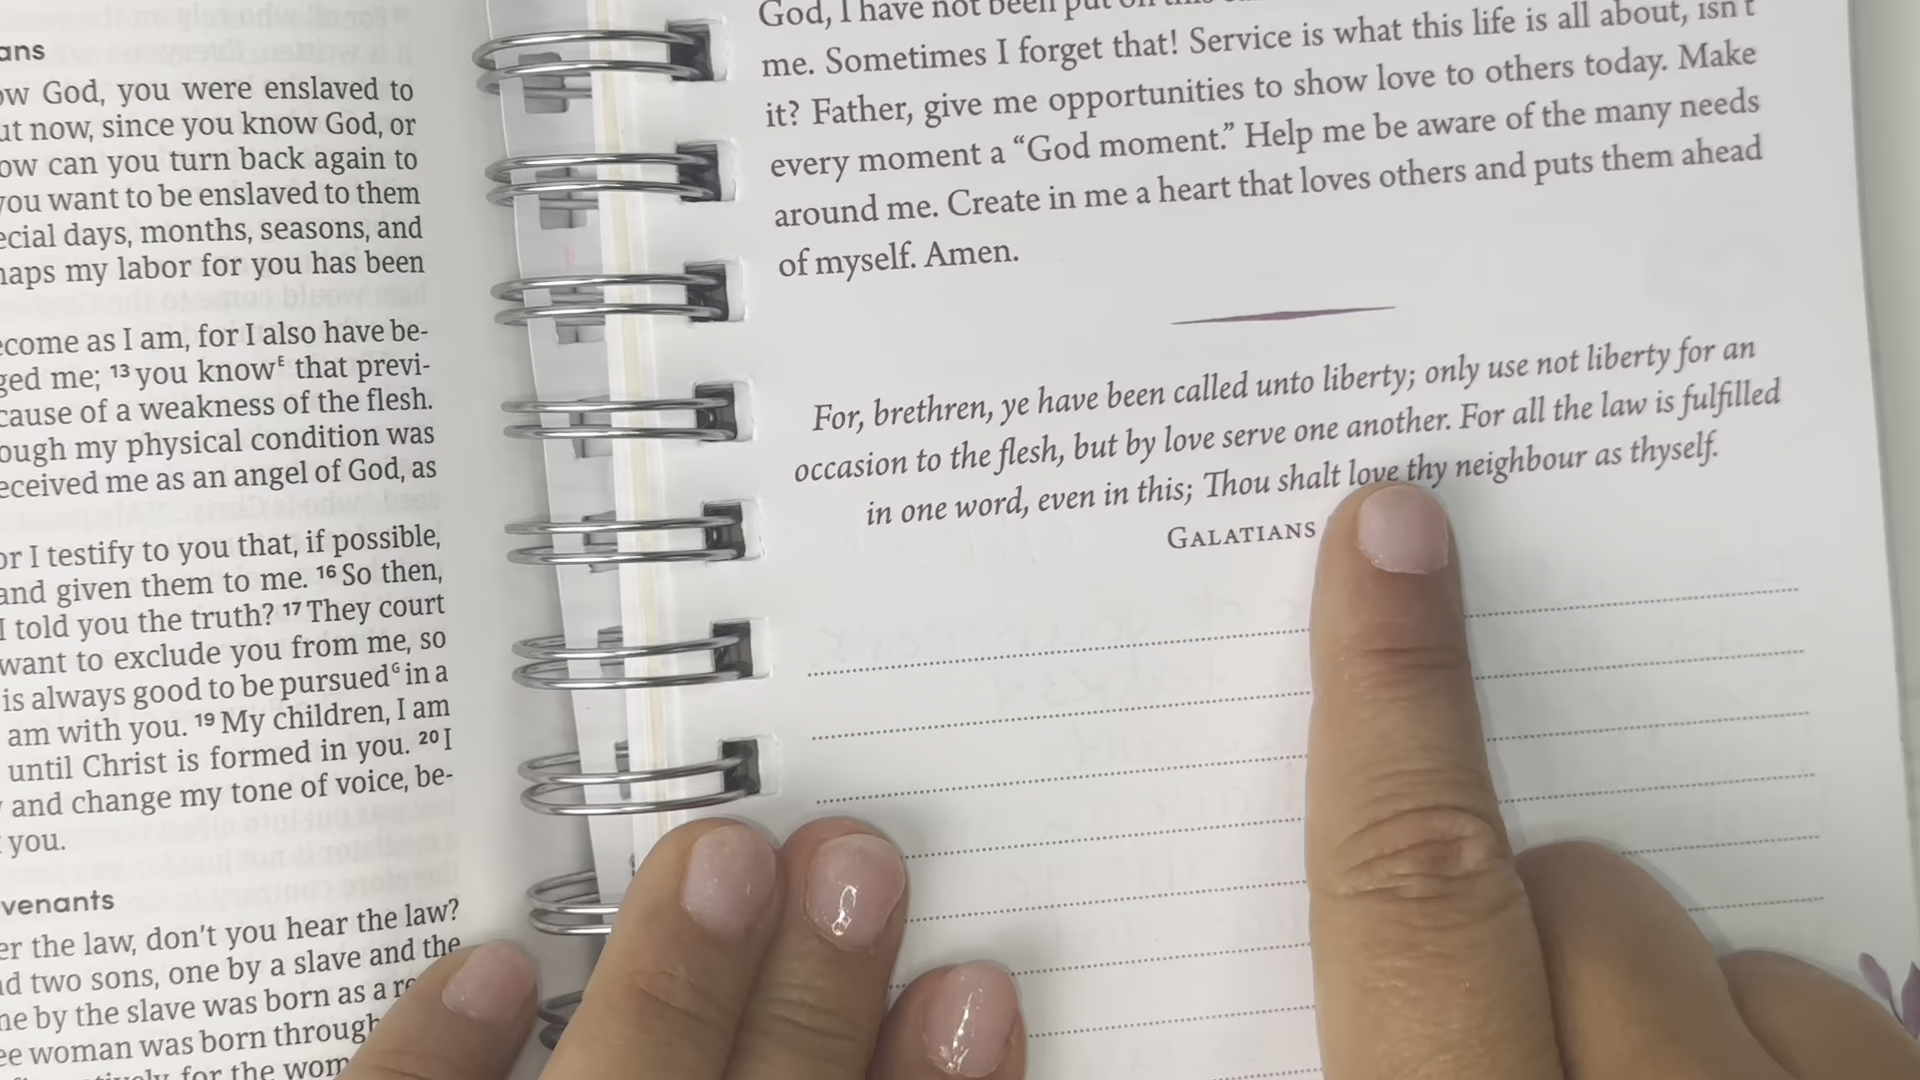 ans
ow God, you were enslaved to
ut now, since you know God, or
ow can you turn back again to
you want to be enslaved to them
ecial days, months, seasons, and
haps my labor for you has been
ecome as I am, for I also have be-
ged me; ¹³ you knowᴱ that previ-
cause of a weakness of the flesh.
ough my physical condition was
eceived me as an angel of God, as
or I testify to you that, if possible,
and given them to me. ¹⁶ So then,
I told you the truth? ¹⁷ They court
want to exclude you from me, so
is always good to be pursuedᴳ in a
am with you. ¹⁹ My children, I am
until Christ is formed in you. ²⁰ I
and change my tone of voice, be-
you.
venants
er the law, don't you hear the law?
d two sons, one by a slave and the
ne by the slave was born as a
ee woman was born through
for the wom
God, I have not been put on this
me. Sometimes I forget that! Service is what this life is all about, isn't
it? Father, give me opportunities to show love to others today. Make
every moment a “God moment.” Help me be aware of the many needs
around me. Create in me a heart that loves others and puts them ahead
of myself. Amen.
For, brethren, ye have been called unto liberty; only use not liberty for an
occasion to the flesh, but by love serve one another. For all the law is fulfilled
in one word, even in this; Thou shalt love thy neighbour as thyself.
GALATIANS